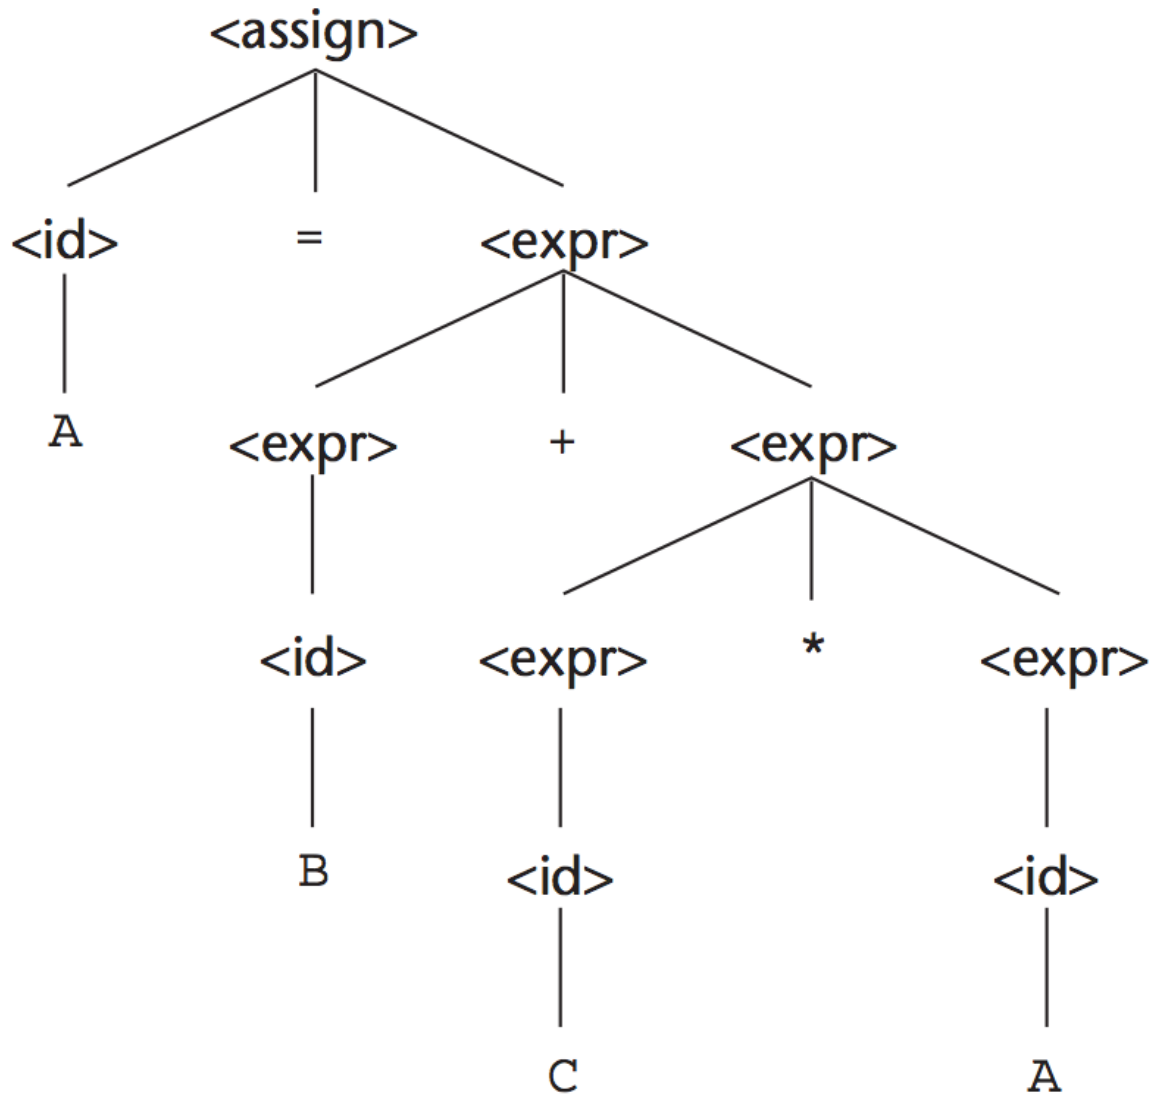 <assign>
<id> = <expr>
A <expr> + <expr>
<id> <expr> * <expr>
B <id> <id>
C A